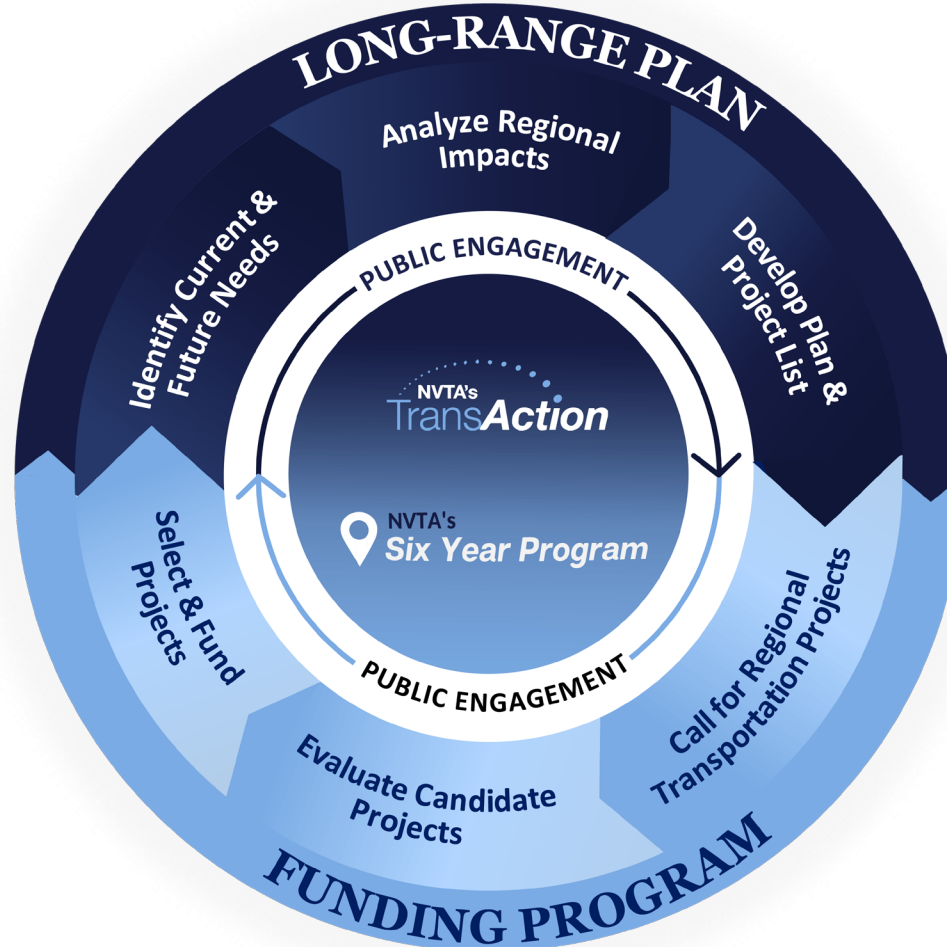 LONG-RANGE PLAN
Analyze Regional
Impacts
Identify Current &
Future Needs
Develop Plan &
Project List
PUBLIC ENGAGEMENT
NVTA's
TransAction
NVTA's
Six Year Program
PUBLIC ENGAGEMENT
Select & Fund
Projects
Call for Regional
Transportation Projects
Evaluate Candidate
Projects
FUNDING PROGRAM